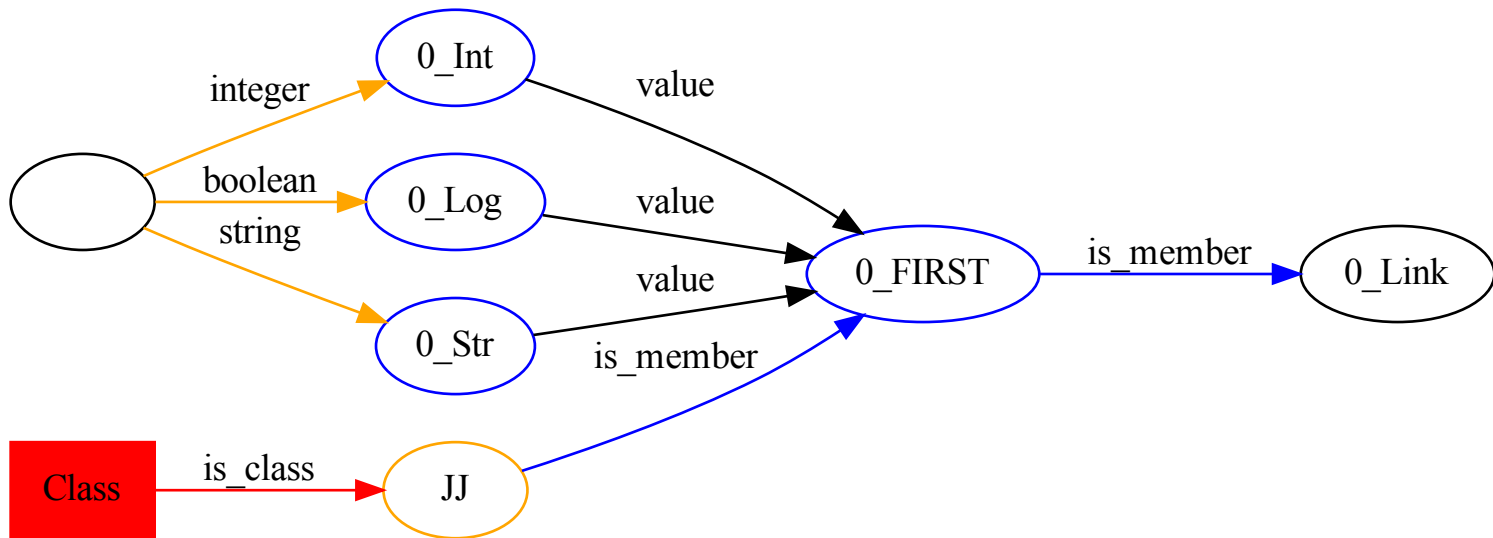 0_Int
integer
value
boolean
0_Log
value
string
0_FIRST
is_member
0_Link
value
0_Str
is_member
Class
is_class
JJ